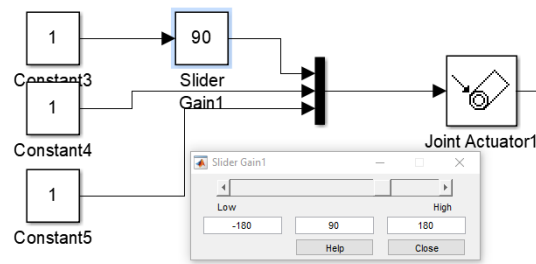 1
90
Constant3
Slider
Gain1
1
Constant4
Joint Actuator1
1
Constant5
Slider Gain1
Low
High
-180
90
180
Help
Close